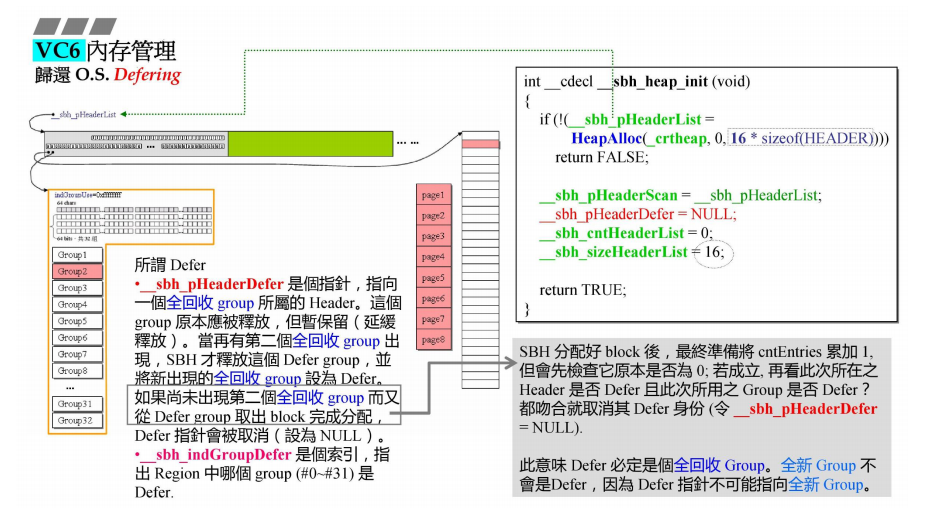 VC6 內存管理
歸還 O.S. Defering
__sbh_pHeaderList
... ...
indGroupUse=0xffffffff
64 chars
64 bits，共 32 組
Group1
Group2
Group3
Group4
Group5
Group6
Group7
Group8
...
Group31
Group32
page1
page2
page3
page4
page5
page6
page7
page8
所謂 Defer
•__sbh_pHeaderDefer 是個指針，指向
一個全回收 group 所屬的 Header。這個
group 原本應被釋放，但暫保留（延緩
釋放）。當再有第二個全回收 group 出
現，SBH 才釋放這個 Defer group，並
將新出現的全回收 group 設為 Defer。
如果尚未出現第二個全回收 group 而又
從 Defer group 取出 block 完成分配，
Defer 指針會被取消（設為 NULL）。
•__sbh_indGroupDefer 是個索引，指
出 Region 中哪個 group (#0~#31) 是
Defer.
int __cdecl __sbh_heap_init (void)
{
if (!(__sbh_pHeaderList =
HeapAlloc(_crtheap, 0, 16 * sizeof(HEADER))))
return FALSE;
__sbh_pHeaderScan = __sbh_pHeaderList;
__sbh_pHeaderDefer = NULL;
__sbh_cntHeaderList = 0;
__sbh_sizeHeaderList = 16;
return TRUE;
}
SBH 分配好 block 後，最終準備將 cntEntries 累加 1,
但會先檢查它原本是否為 0; 若成立, 再看此次所在之
Header 是否 Defer 且此次所用之 Group 是否 Defer？
都吻合就取消其 Defer 身份 (令 __sbh_pHeaderDefer
= NULL).
此意味 Defer 必定是個全回收 Group。全新 Group 不
會是Defer，因為 Defer 指針不可能指向全新 Group。